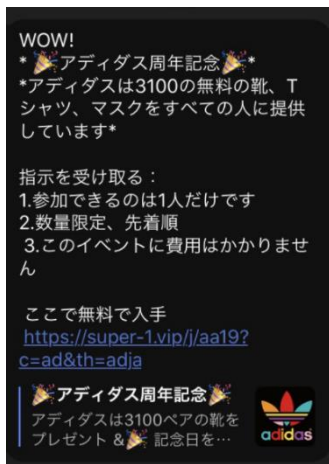 WOW!
* 🎉アディダス周年記念🎉*
*アディダスは3100の無料の靴、T
シャツ、マスクをすべての人に提供
しています*
指示を受け取る：
1.参加できるのは1人だけです
2.数量限定、先着順
3.このイベントに費用はかかりませ
ん
ここで無料で入手
https://super-1.vip/j/aa19?
c=ad&th=adja
🎉アディダス周年記念🎉
アディダスは3100ペアの靴を
プレゼント &🎉 記念日を…
adidas